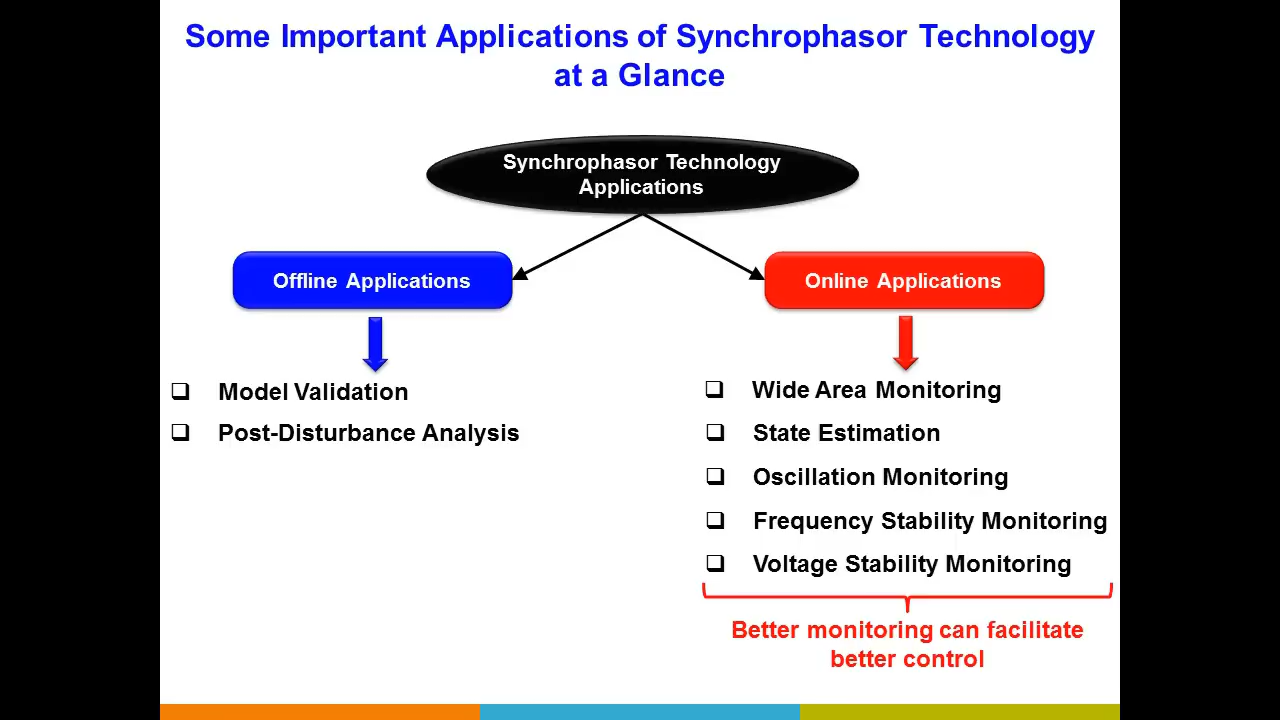 Some Important Applications of Synchrophasor Technology
at a Glance
Synchrophasor Technology
Applications
Offline Applications
Online Applications
Model Validation
Post-Disturbance Analysis
Wide Area Monitoring
State Estimation
Oscillation Monitoring
Frequency Stability Monitoring
Voltage Stability Monitoring
Better monitoring can facilitate
better control